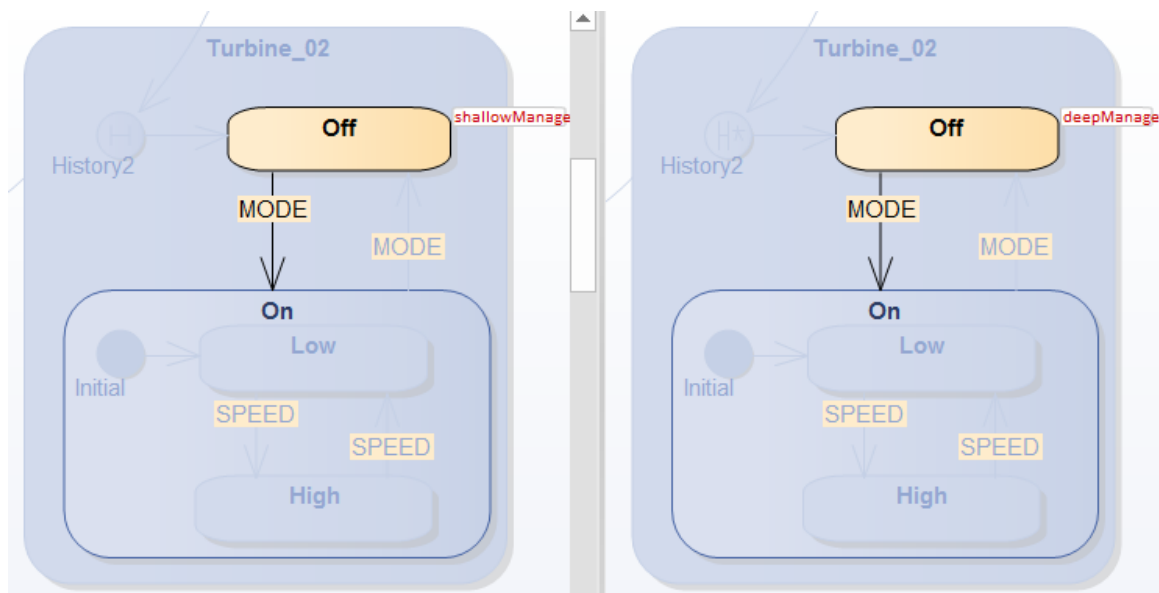 Turbine_02
H
Off
shallowManage
History2
MODE
MODE
On
Low
Initial
SPEED
SPEED
High
Turbine_02
H*
Off
deepManage
History2
MODE
MODE
On
Low
Initial
SPEED
SPEED
High